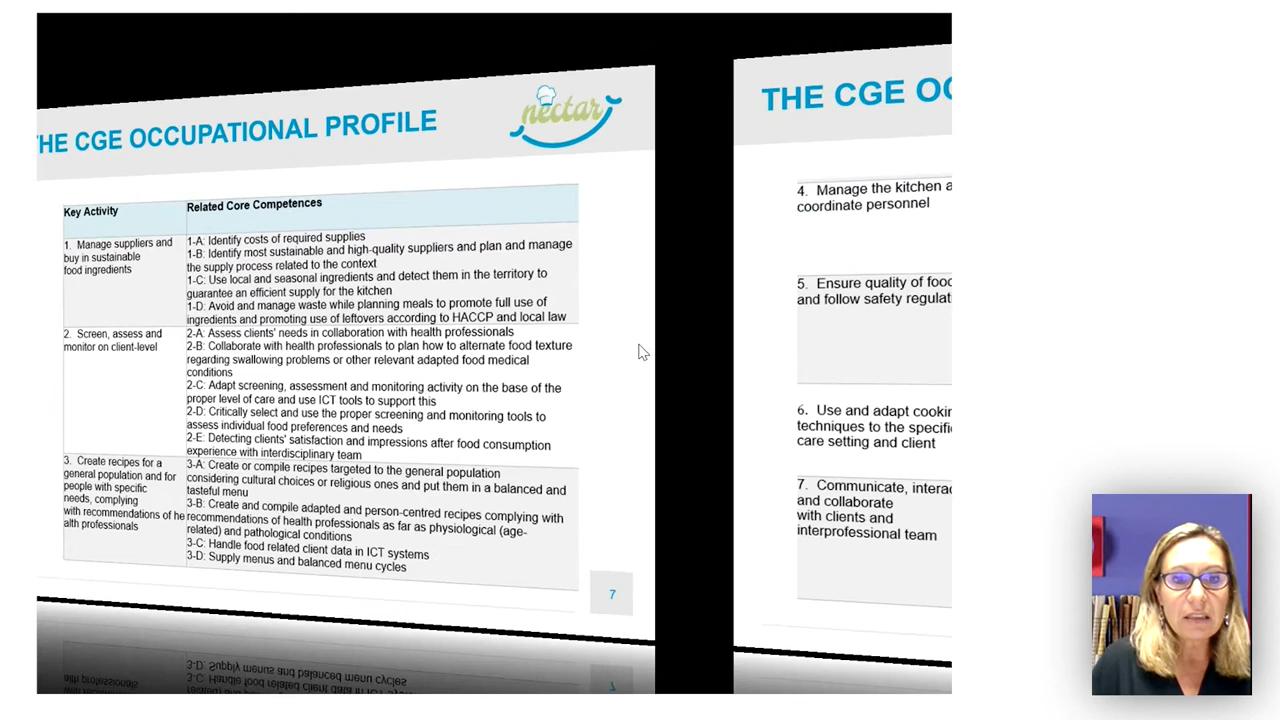 THE CGE OCCUPATIONAL PROFILE
nectar
Key Activity
Related Core Competences
1. Manage suppliers and
buy in sustainable
food ingredients
1-A: Identify costs of required supplies
1-B: Identify most sustainable and high-quality suppliers and plan and manage
the supply process related to the context
1-C: Use local and seasonal ingredients and detect them in the territory to
guarantee an efficient supply for the kitchen
1-D: Avoid and manage waste while planning meals to promote full use of
ingredients and promoting use of leftovers according to HACCP and local law
2. Screen, assess and
monitor on client-level
2-A: Assess clients' needs in collaboration with health professionals
2-B: Collaborate with health professionals to plan how to alternate food texture
regarding swallowing problems or other relevant adapted food medical
conditions
2-C: Adapt screening, assessment and monitoring activity on the base of the
proper level of care and use ICT tools to support this
2-D: Critically select and use the proper screening and monitoring tools to
assess individual food preferences and needs
2-E: Detecting clients' satisfaction and impressions after food consumption
experience with interdisciplinary team
3. Create recipes for a
general population and for
people with specific
needs, complying
with recommendations of he
alth professionals
3-A: Create or compile recipes targeted to the general population
considering cultural choices or religious ones and put them in a balanced and
tasteful menu
3-B: Create and compile adapted and person-centred recipes complying with
recommendations of health professionals as far as physiological (age-
related) and pathological conditions
3-C: Handle food related client data in ICT systems
3-D: Supply menus and balanced menu cycles
7
THE CGE OC
4. Manage the kitchen a
coordinate personnel
5. Ensure quality of food
and follow safety regulat
6. Use and adapt cookin
techniques to the specifi
care setting and client
7. Communicate, interac
and collaborate
with clients and
interprofessional team